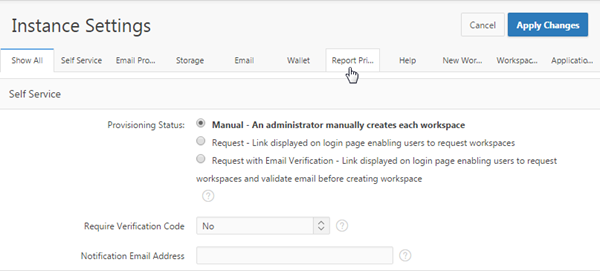 Instance Settings
Cancel
Apply Changes
Show All
Self Service
Email Pro...
Storage
Email
Wallet
Report Pri...
Help
New Wor...
Workspac...
Applicatio...
Self Service
Provisioning Status:
Manual - An administrator manually creates each workspace
Request - Link displayed on login page enabling users to request workspaces
Request with Email Verification - Link displayed on login page enabling users to request
workspaces and validate email before creating workspace
?
Require Verification Code
No
?
Notification Email Address
?